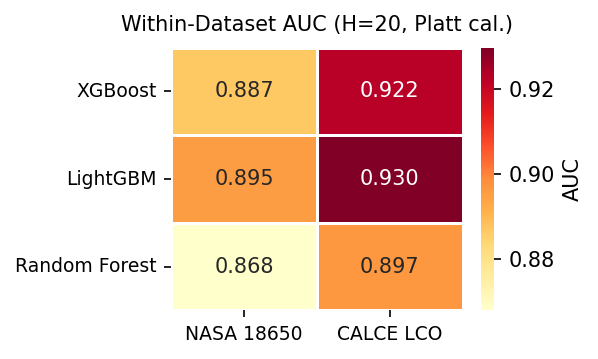 Within-Dataset AUC (H=20, Platt cal.)
XGBoost 0.887 0.922
LightGBM 0.895 0.930
Random Forest 0.868 0.897
NASA 18650 CALCE LCO
0.92
0.90
0.88
AUC